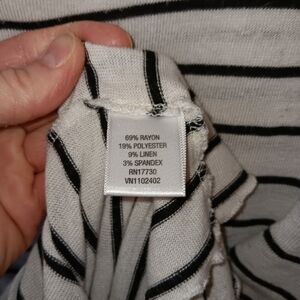 69% RAYON
19% POLYESTER
9% LINEN
3% SPANDEX
RN17730
VN1102402